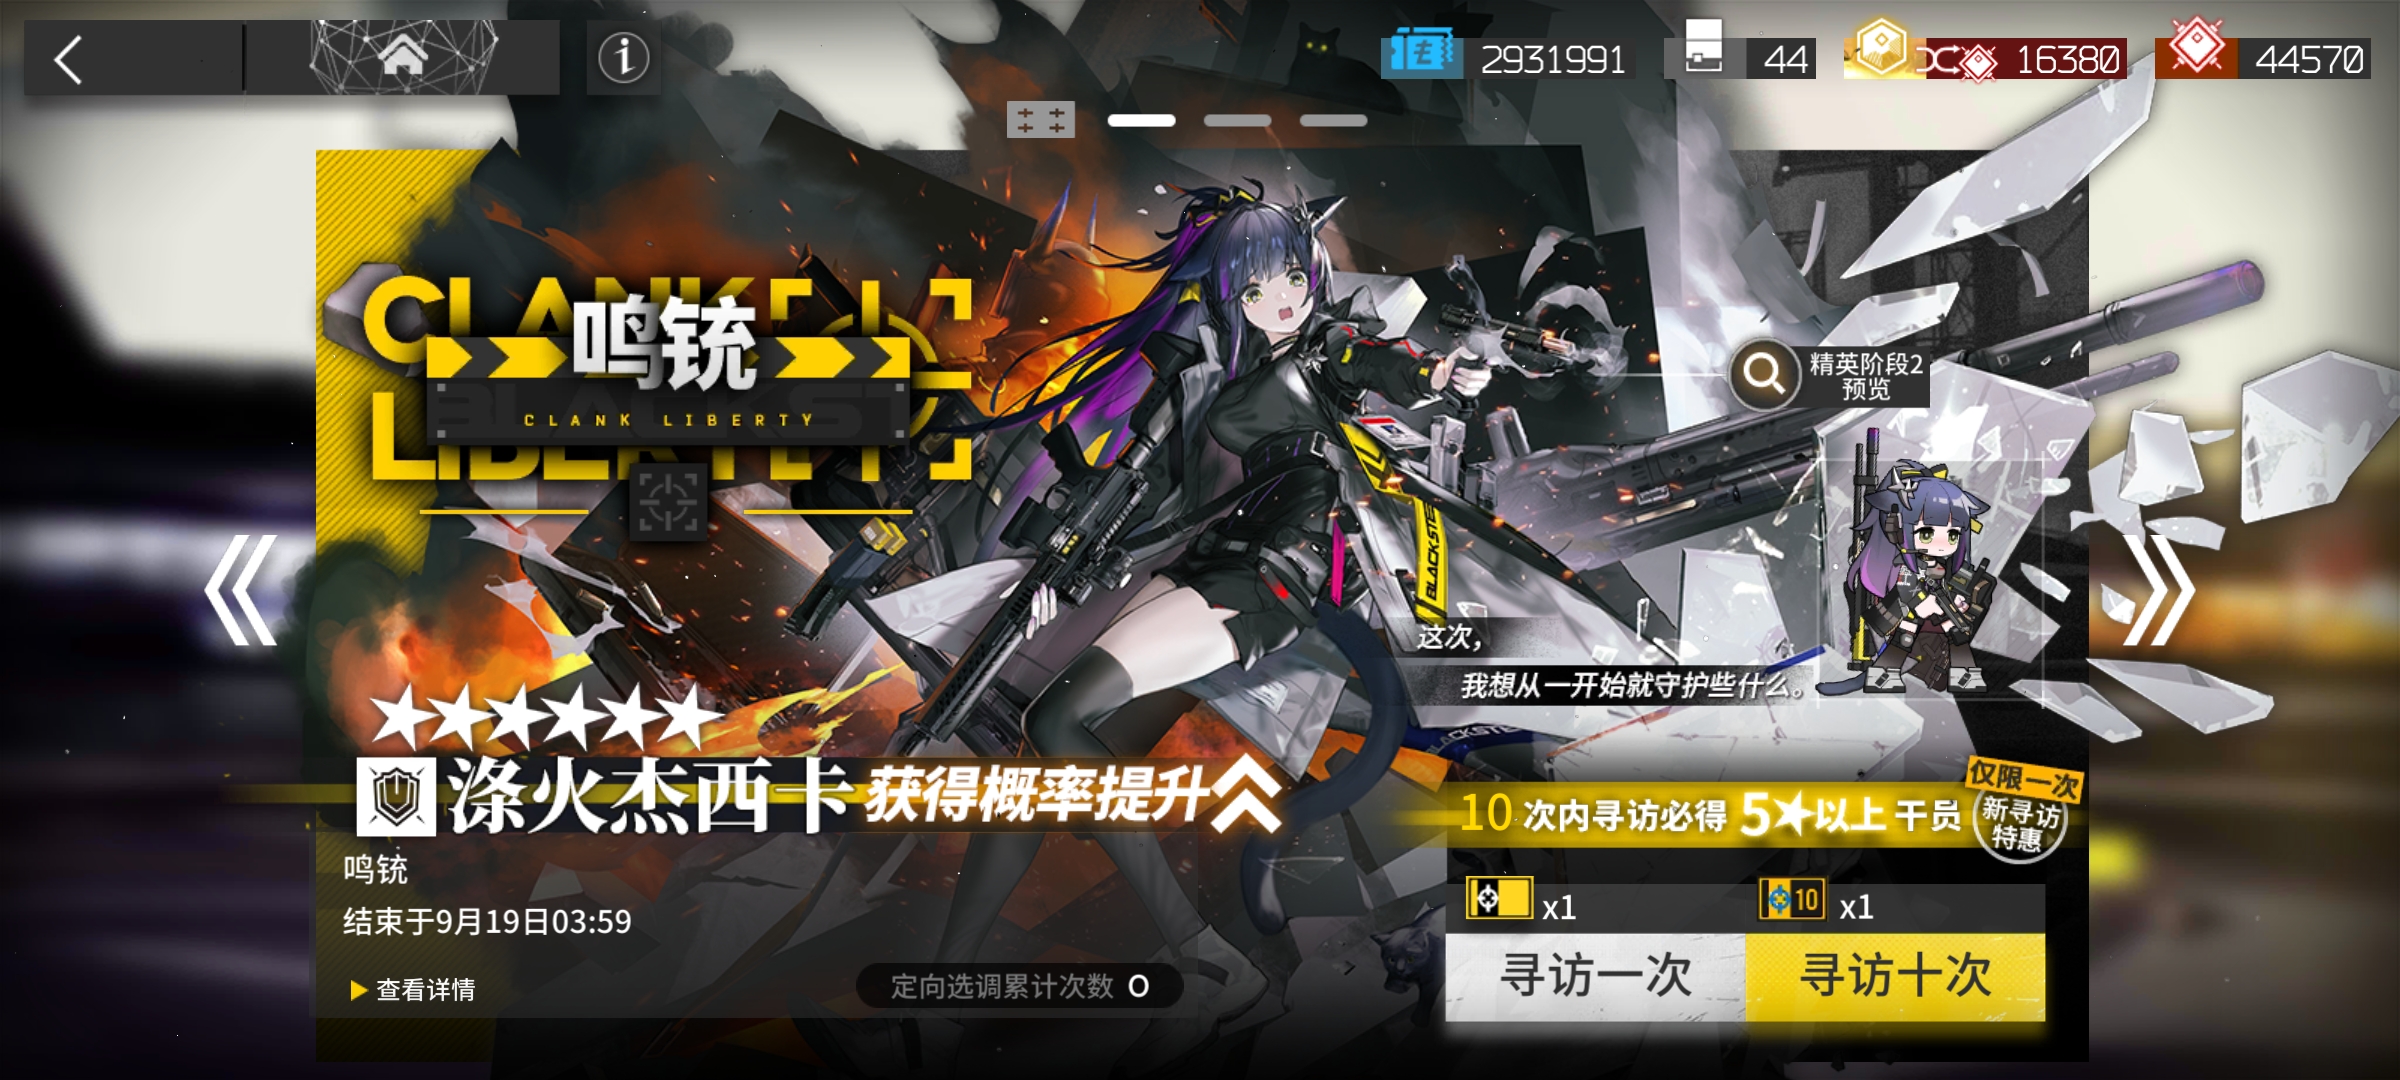 2931991
44
16380
44570
CLANK
LIBERTY
鸣铳
CLANK LIBERTY
精英阶段2
预览
BLACKSTE
这次,
我想从一开始就守护些什么。
BLACKSTE
涤火杰西卡 获得概率提升
仅限一次
新寻访
特惠
10 次内寻访必得 5★以上 干员
鸣铳
结束于9月19日03:59
查看详情
定向选调累计次数 0
x1
10 x1
寻访一次
寻访十次